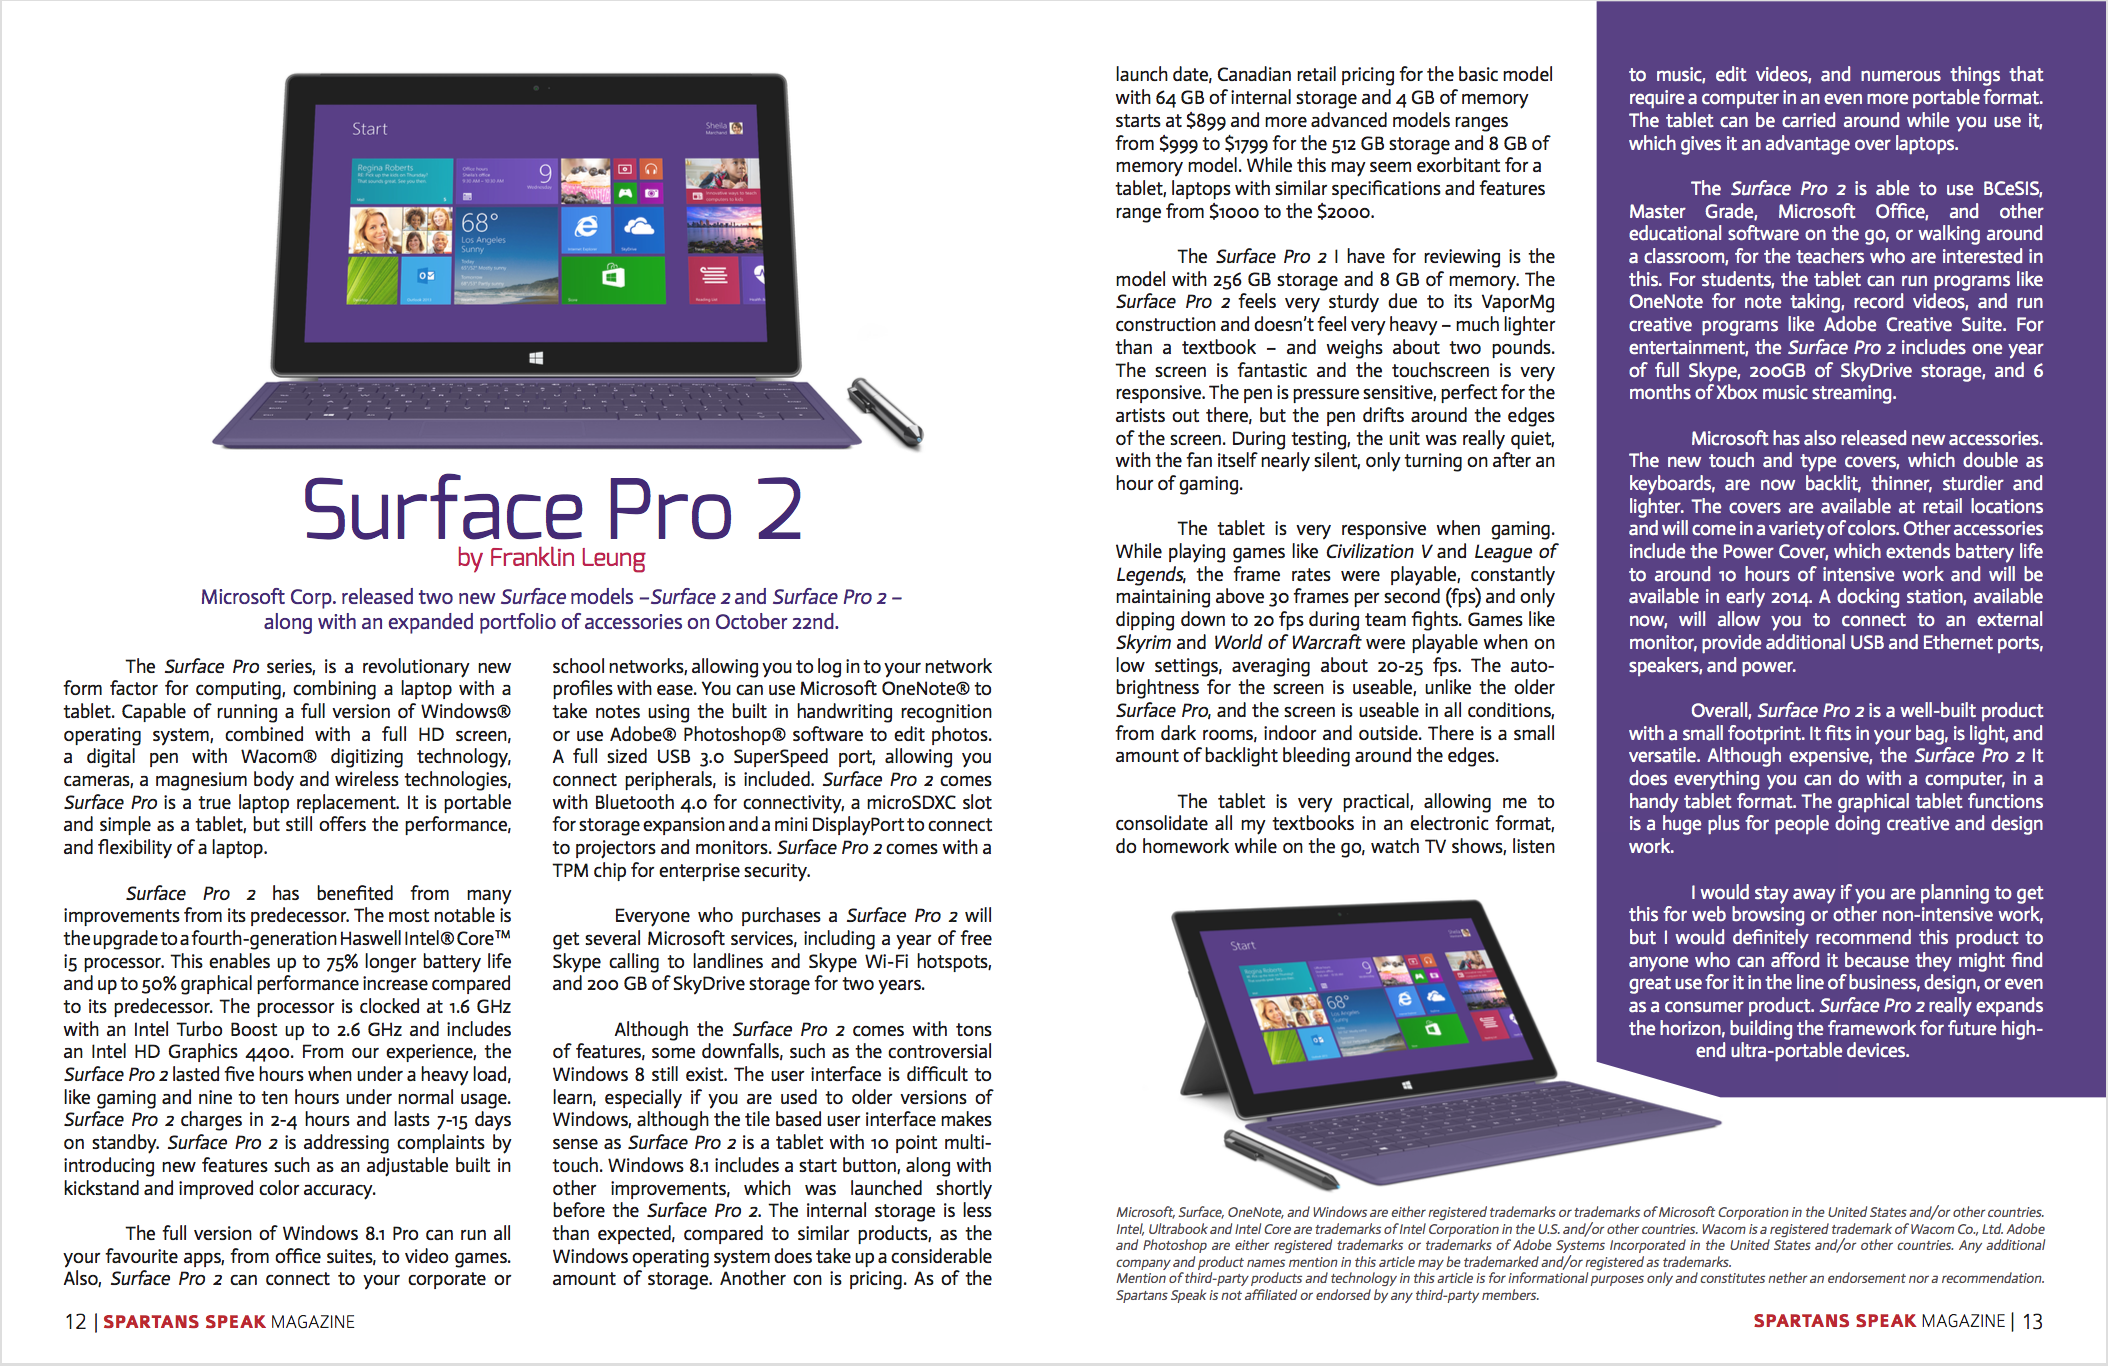 Start
Sheila
Marchand
Regina Roberts
9
Wednesday
68°
Los Angeles
Sunny
Today
Internet Explorer
SkyDrive
Travel
Store
Reading List
Surface Pro 2
by Franklin Leung
Microsoft Corp. released two new Surface models –Surface 2 and Surface Pro 2 –
along with an expanded portfolio of accessories on October 22nd.
The Surface Pro series, is a revolutionary new
form factor for computing, combining a laptop with a
tablet. Capable of running a full version of Windows®
operating system, combined with a full HD screen,
a digital pen with Wacom® digitizing technology,
cameras, a magnesium body and wireless technologies,
Surface Pro is a true laptop replacement. It is portable
and simple as a tablet, but still offers the performance,
and flexibility of a laptop.
Surface Pro 2 has benefited from many
improvements from its predecessor. The most notable is
the upgrade to a fourth-generation Haswell Intel® Core™
i5 processor. This enables up to 75% longer battery life
and up to 50% graphical performance increase compared
to its predecessor. The processor is clocked at 1.6 GHz
with an Intel Turbo Boost up to 2.6 GHz and includes
an Intel HD Graphics 4400. From our experience, the
Surface Pro 2 lasted five hours when under a heavy load,
like gaming and nine to ten hours under normal usage.
Surface Pro 2 charges in 2-4 hours and lasts 7-15 days
on standby. Surface Pro 2 is addressing complaints by
introducing new features such as an adjustable built in
kickstand and improved color accuracy.
The full version of Windows 8.1 Pro can run all
your favourite apps, from office suites, to video games.
Also, Surface Pro 2 can connect to your corporate or
school networks, allowing you to log in to your network
profiles with ease. You can use Microsoft OneNote® to
take notes using the built in handwriting recognition
or use Adobe® Photoshop® software to edit photos.
A full sized USB 3.0 SuperSpeed port, allowing you
connect peripherals, is included. Surface Pro 2 comes
with Bluetooth 4.0 for connectivity, a microSDXC slot
for storage expansion and a mini DisplayPort to connect
to projectors and monitors. Surface Pro 2 comes with a
TPM chip for enterprise security.
Everyone who purchases a Surface Pro 2 will
get several Microsoft services, including a year of free
Skype calling to landlines and Skype Wi-Fi hotspots,
and 200 GB of SkyDrive storage for two years.
Although the Surface Pro 2 comes with tons
of features, some downfalls, such as the controversial
Windows 8 still exist. The user interface is difficult to
learn, especially if you are used to older versions of
Windows, although the tile based user interface makes
sense as Surface Pro 2 is a tablet with 10 point multi-
touch. Windows 8.1 includes a start button, along with
other improvements, which was launched shortly
before the Surface Pro 2. The internal storage is less
than expected, compared to similar products, as the
Windows operating system does take up a considerable
amount of storage. Another con is pricing. As of the
12 | SPARTANS SPEAK MAGAZINE
launch date, Canadian retail pricing for the basic model
with 64 GB of internal storage and 4 GB of memory
starts at $899 and more advanced models ranges
from $999 to $1799 for the 512 GB storage and 8 GB of
memory model. While this may seem exorbitant for a
tablet, laptops with similar specifications and features
range from $1000 to the $2000.
The Surface Pro 2 I have for reviewing is the
model with 256 GB storage and 8 GB of memory. The
Surface Pro 2 feels very sturdy due to its VaporMg
construction and doesn't feel very heavy – much lighter
than a textbook – and weighs about two pounds.
The screen is fantastic and the touchscreen is very
responsive. The pen is pressure sensitive, perfect for the
artists out there, but the pen drifts around the edges
of the screen. During testing, the unit was really quiet,
with the fan itself nearly silent, only turning on after an
hour of gaming.
The tablet is very responsive when gaming.
While playing games like Civilization V and League of
Legends, the frame rates were playable, constantly
maintaining above 30 frames per second (fps) and only
dipping down to 20 fps during team fights. Games like
Skyrim and World of Warcraft were playable when on
low settings, averaging about 20-25 fps. The auto-
brightness for the screen is useable, unlike the older
Surface Pro, and the screen is useable in all conditions,
from dark rooms, indoor and outside. There is a small
amount of backlight bleeding around the edges.
The tablet is very practical, allowing me to
consolidate all my textbooks in an electronic format,
do homework while on the go, watch TV shows, listen
to music, edit videos, and numerous things that
require a computer in an even more portable format.
The tablet can be carried around while you use it,
which gives it an advantage over laptops.
The Surface Pro 2 is able to use BCeSIS,
Master Grade, Microsoft Office, and other
educational software on the go, or walking around
a classroom, for the teachers who are interested in
this. For students, the tablet can run programs like
OneNote for note taking, record videos, and run
creative programs like Adobe Creative Suite. For
entertainment, the Surface Pro 2 includes one year
of full Skype, 200GB of SkyDrive storage, and 6
months of Xbox music streaming.
Microsoft has also released new accessories.
The new touch and type covers, which double as
keyboards, are now backlit, thinner, sturdier and
lighter. The covers are available at retail locations
and will come in a variety of colors. Other accessories
include the Power Cover, which extends battery life
to around 10 hours of intensive work and will be
available in early 2014. A docking station, available
now, will allow you to connect to an external
monitor, provide additional USB and Ethernet ports,
speakers, and power.
Overall, Surface Pro 2 is a well-built product
with a small footprint. It fits in your bag, is light, and
versatile. Although expensive, the Surface Pro 2 It
does everything you can do with a computer, in a
handy tablet format. The graphical tablet functions
is a huge plus for people doing creative and design
work.
I would stay away if you are planning to get
this for web browsing or other non-intensive work,
but I would definitely recommend this product to
anyone who can afford it because they might find
great use for it in the line of business, design, or even
as a consumer product. Surface Pro 2 really expands
the horizon, building the framework for future high-
end ultra-portable devices.
Start
9
68°
Microsoft, Surface, OneNote, and Windows are either registered trademarks or trademarks of Microsoft Corporation in the United States and/or other countries.
Intel, Ultrabook and Intel Core are trademarks of Intel Corporation in the U.S. and/or other countries. Wacom is a registered trademark of Wacom Co., Ltd. Adobe
and Photoshop are either registered trademarks or trademarks of Adobe Systems Incorporated in the United States and/or other countries. Any additional
company and product names mention in this article may be trademarked and/or registered as trademarks.
Mention of third-party products and technology in this article is for informational purposes only and constitutes nether an endorsement nor a recommendation.
Spartans Speak is not affiliated or endorsed by any third-party members.
SPARTANS SPEAK MAGAZINE | 13